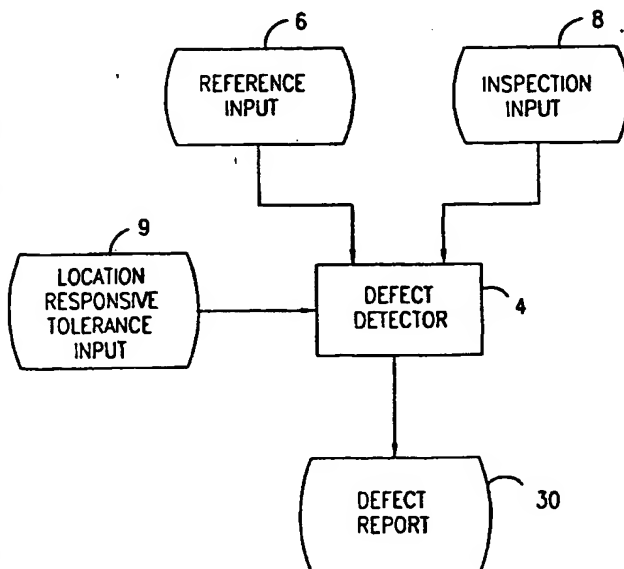 6
REFERENCE
INPUT
8
INSPECTION
INPUT
9
LOCATION
RESPONSIVE
TOLERANCE
INPUT
DEFECT
DETECTOR
4
DEFECT
REPORT
30